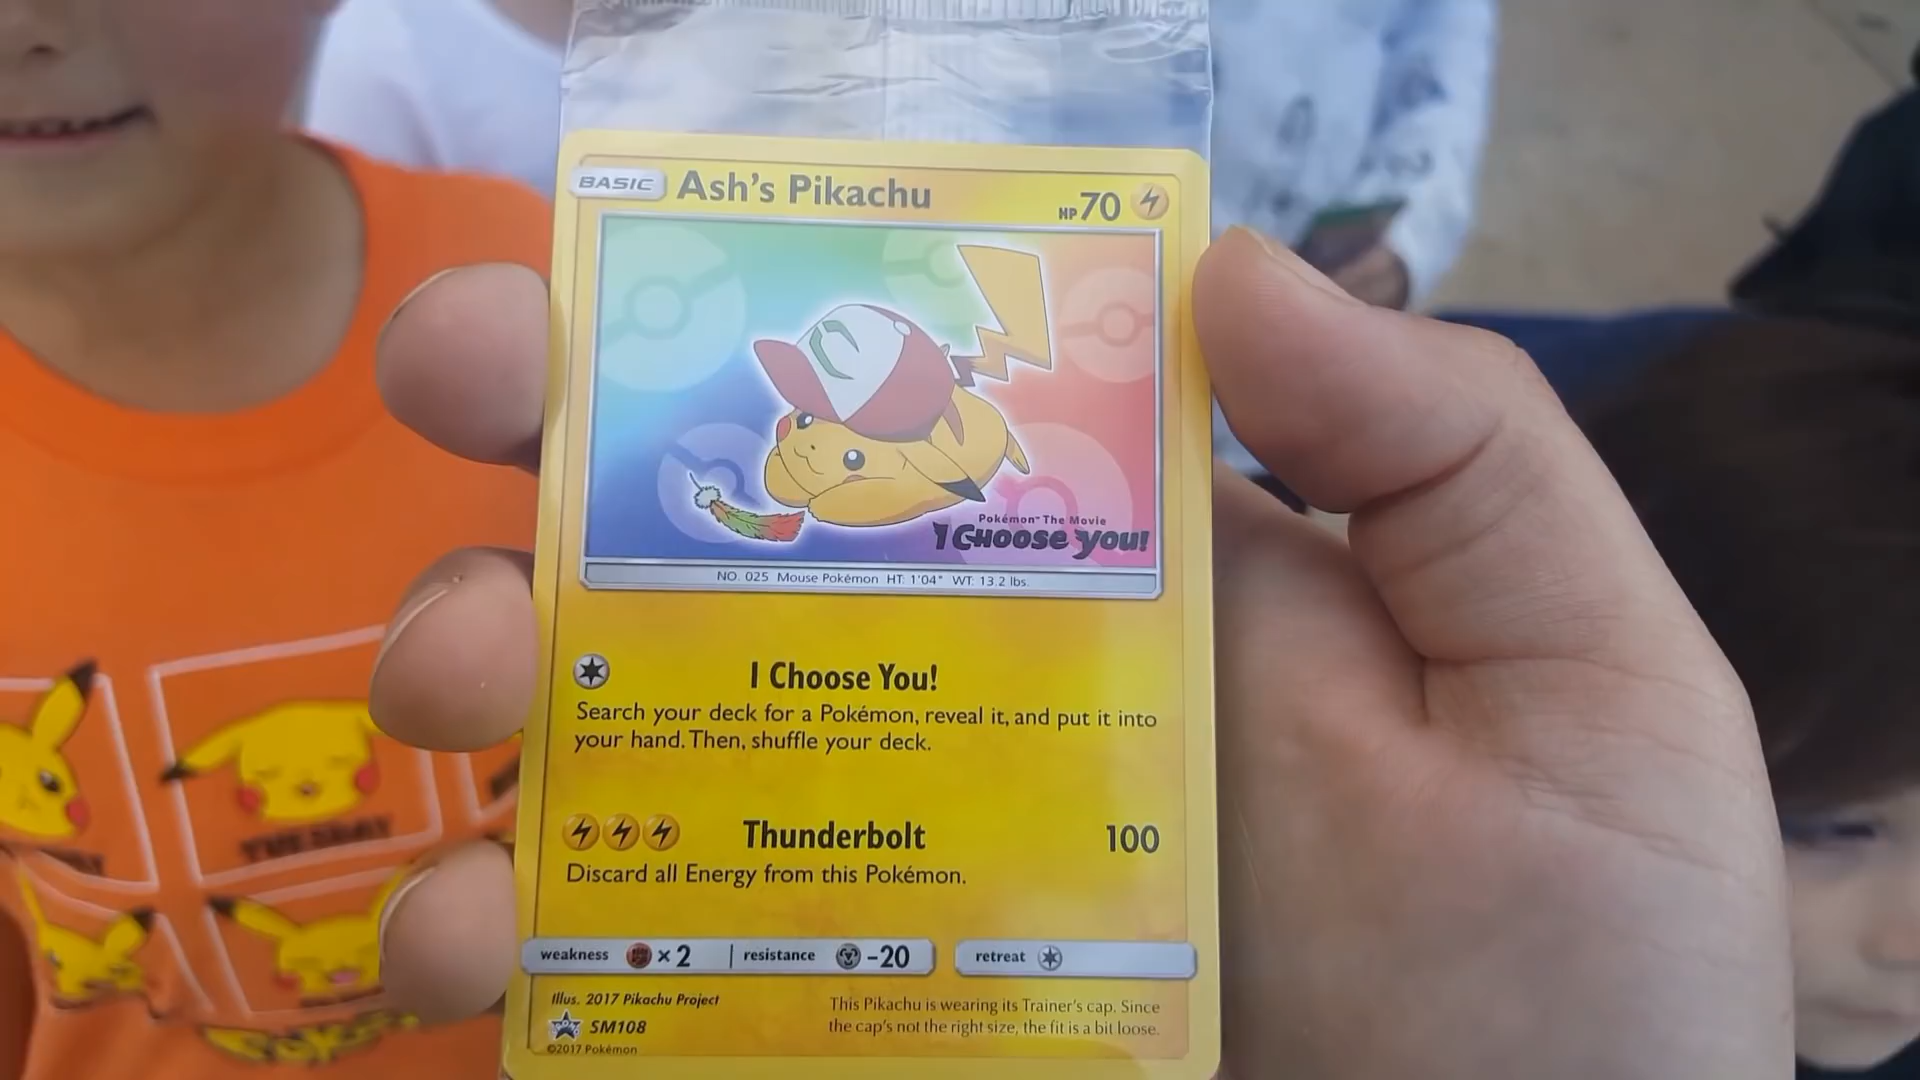 BASIC Ash's Pikachu HP 70
Pokémon™ The Movie
I Choose You!
NO. 025 Mouse Pokémon HT: 1'04" WT: 13.2 lbs.
I Choose You!
Search your deck for a Pokémon, reveal it, and put it into
your hand. Then, shuffle your deck.
Thunderbolt 100
Discard all Energy from this Pokémon.
weakness ×2 resistance -20 retreat
Illus. 2017 Pikachu Project
SM108
©2017 Pokémon
This Pikachu is wearing its Trainer's cap. Since
the cap's not the right size, the fit is a bit loose.
TUESDAY